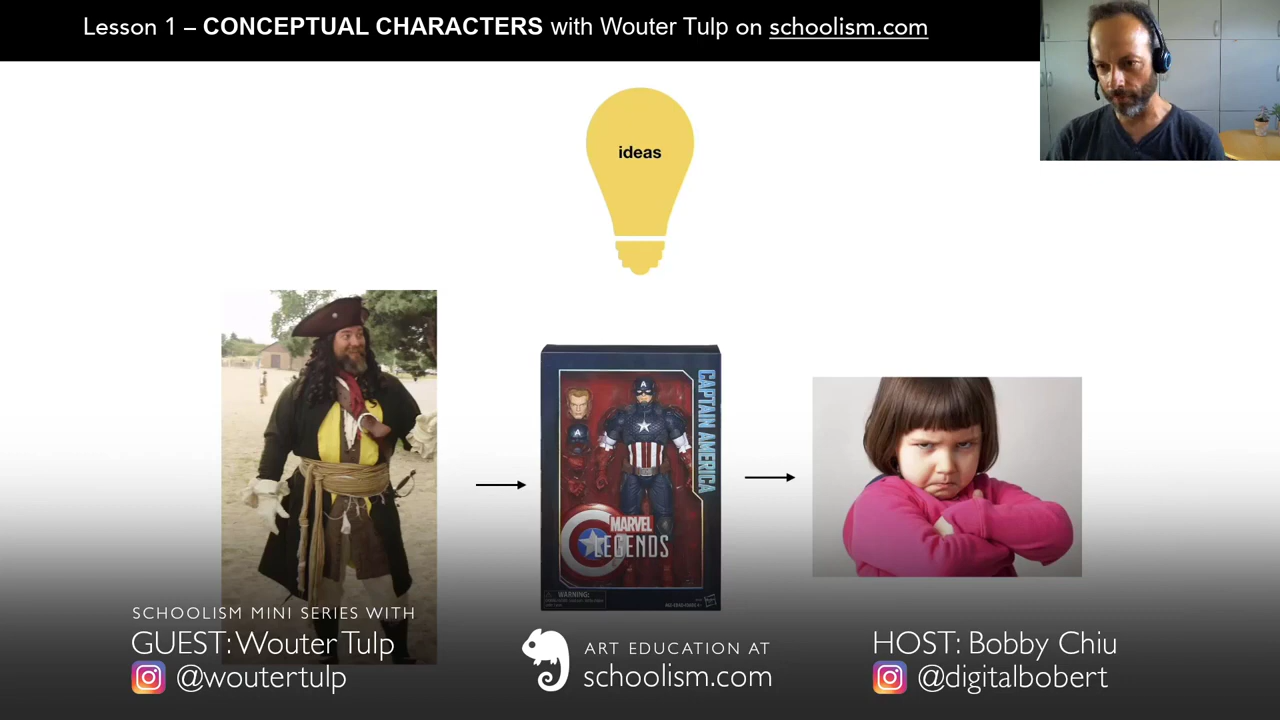 Lesson 1 – CONCEPTUAL CHARACTERS with Wouter Tulp on schoolism.com
ideas
CAPTAIN AMERICA
A
MARVEL
LEGENDS
WARNING:
SCHOOLISM MINI SERIES WITH
GUEST: Wouter Tulp
@woutertulp
ART EDUCATION AT
schoolism.com
HOST: Bobby Chiu
@digitalbobert